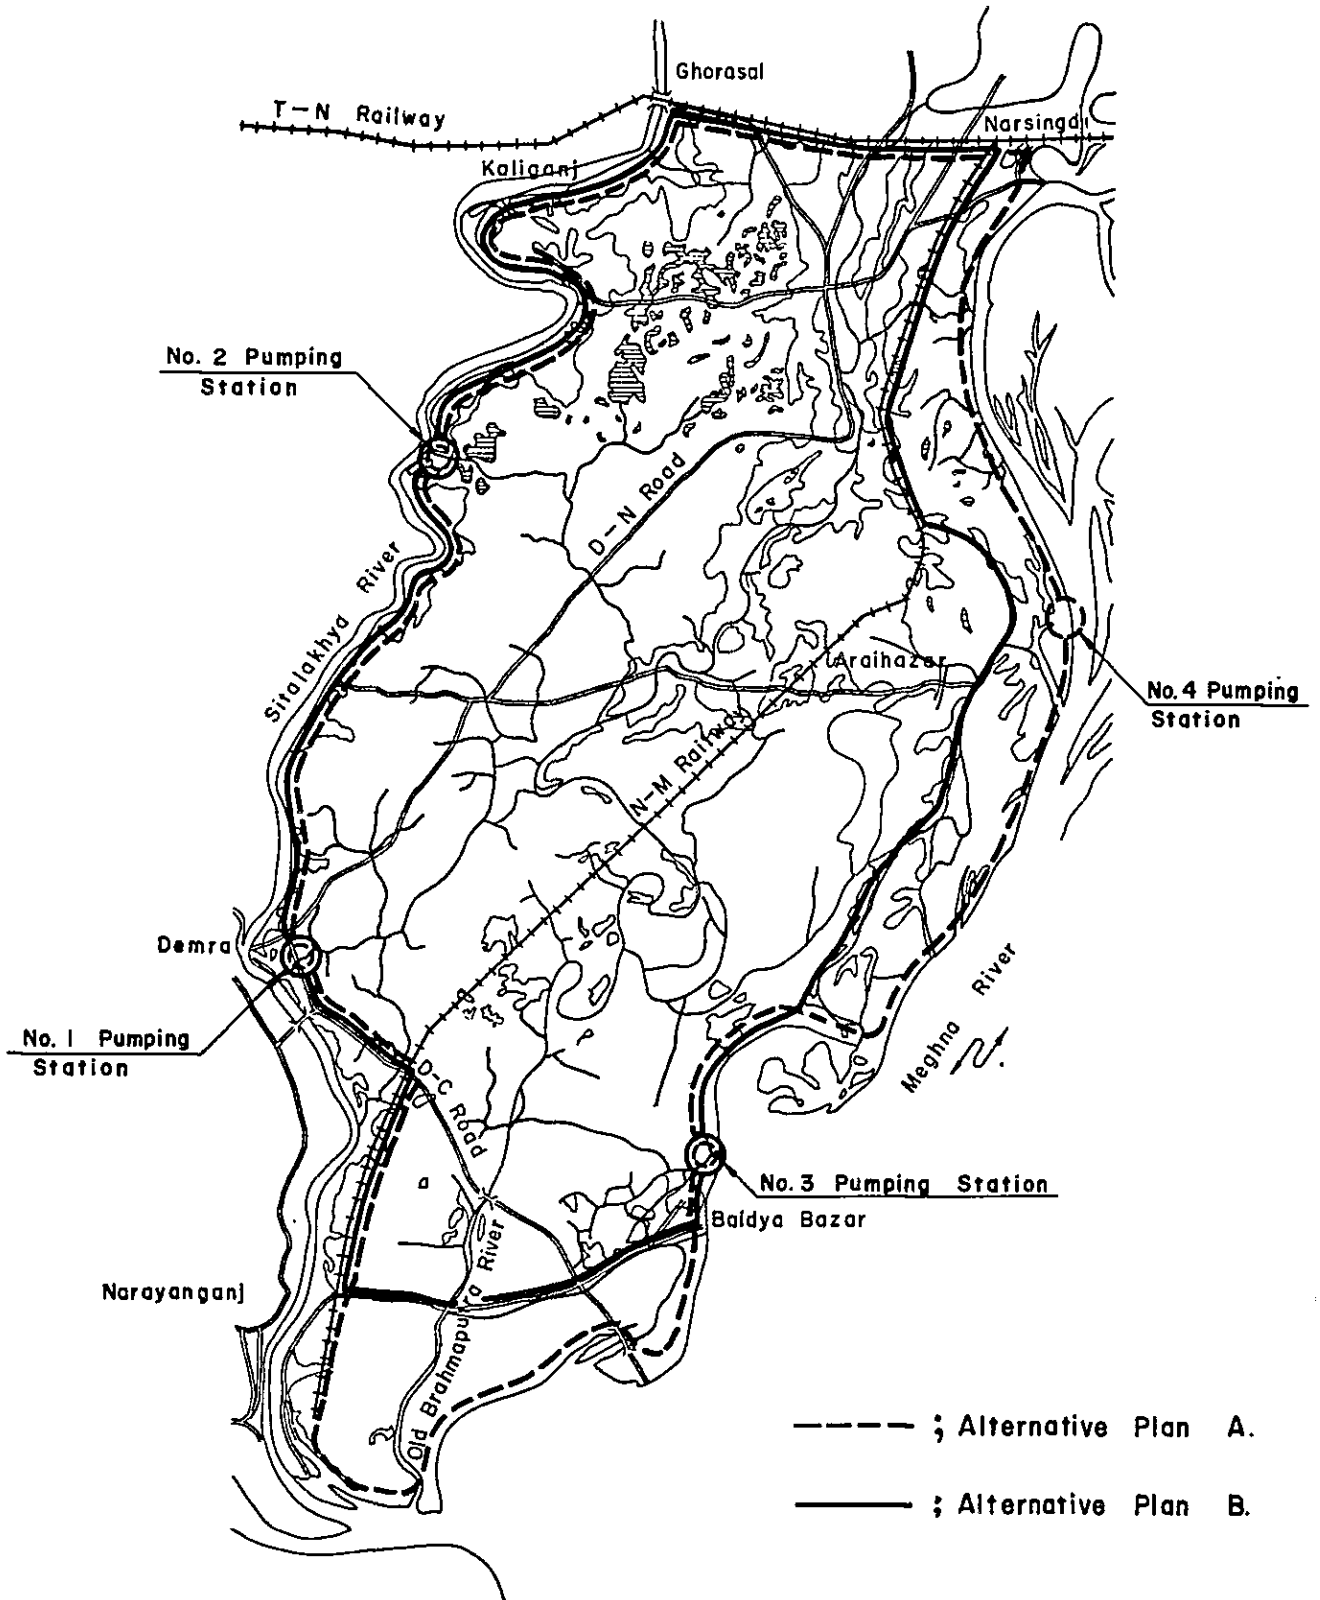 Ghorasal
T-N Railway
Narsingdi
Kaliganj
No. 2 Pumping
Station
D-N Road
Sitalakhya River
Araihazar
No. 4 Pumping
Station
N-M Railway
Demra
Meghna River
No. 1 Pumping
Station
D-C Road
No. 3 Pumping Station
Baidya Bazar
Narayanganj
Old Brahmaputra River
; Alternative Plan A.
; Alternative Plan B.